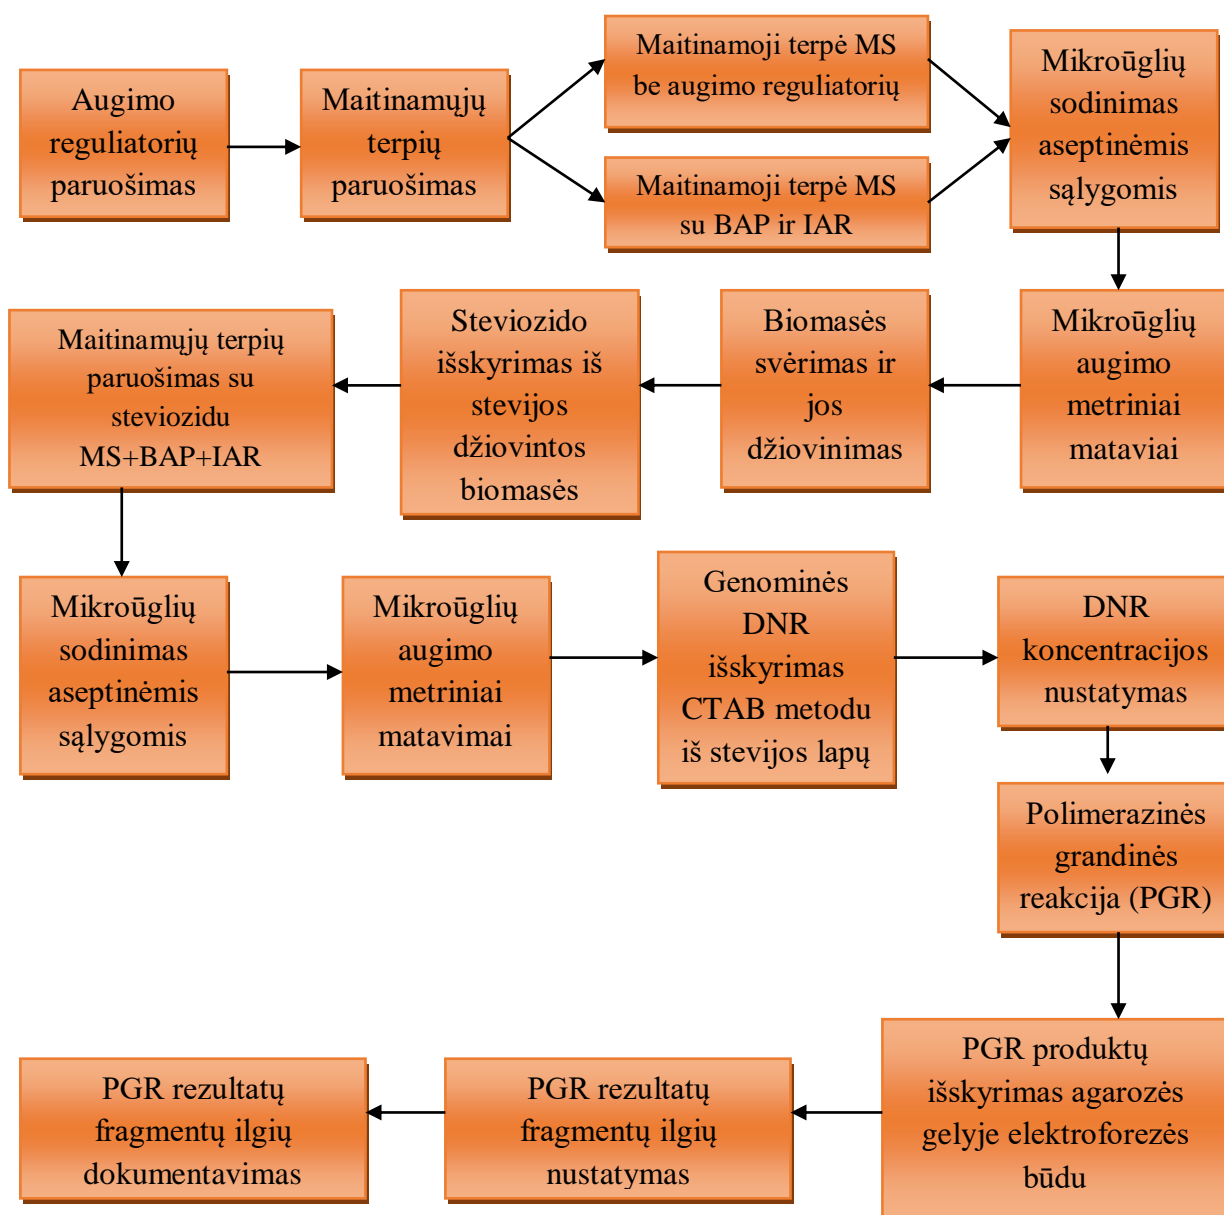 Augimo
reguliatorių
paruošimas
Maitinamųjų
terpių
paruošimas
Maitinamoji terpė MS
be augimo reguliatorių
Maitinamoji terpė MS
su BAP ir IAR
Mikroūglių
sodinimas
aseptinėmis
sąlygomis
Mikroūglių
augimo
metriniai
mataviai
Biomasės
svėrimas ir
jos
džiovinimas
Steviozido
išskyrimas iš
stevijos
džiovintos
biomasės
Maitinamųjų terpių
paruošimas su
steviozidu
MS+BAP+IAR
Mikroūglių
sodinimas
aseptinėmis
sąlygomis
Mikroūglių
augimo
metriniai
matavimai
Genominės
DNR
išskyrimas
CTAB metodu
iš stevijos lapų
DNR
koncentracijos
nustatymas
Polimerazinės
grandinės
reakcija (PGR)
PGR produktų
išskyrimas agarozės
gelyje elektroforezės
būdu
PGR rezultatų
fragmentų ilgių
nustatymas
PGR rezultatų
fragmentų ilgių
dokumentavimas